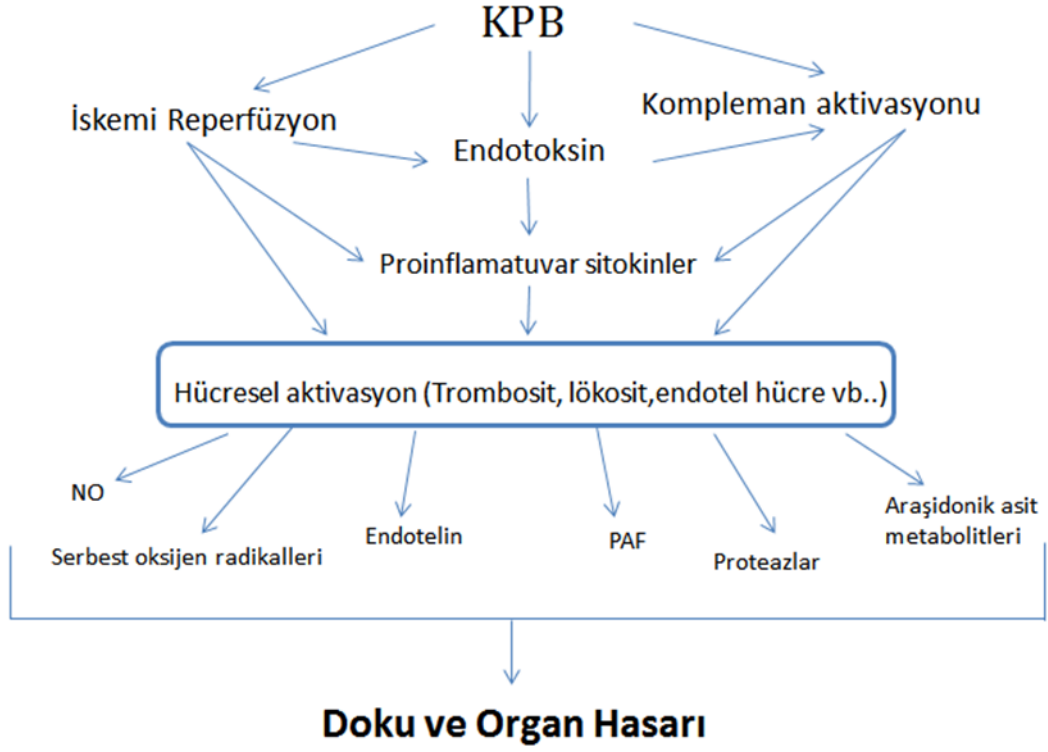 KPB
İskemi Reperfüzyon
Kompleman aktivasyonu
Endotoksin
Proinflamatuvar sitokinler
Hücresel aktivasyon (Trombosit, lökosit,endotel hücre vb..)
NO
Serbest oksijen radikalleri
Endotelin
PAF
Proteazlar
Araşidonik asit
metabolitleri
Doku ve Organ Hasarı